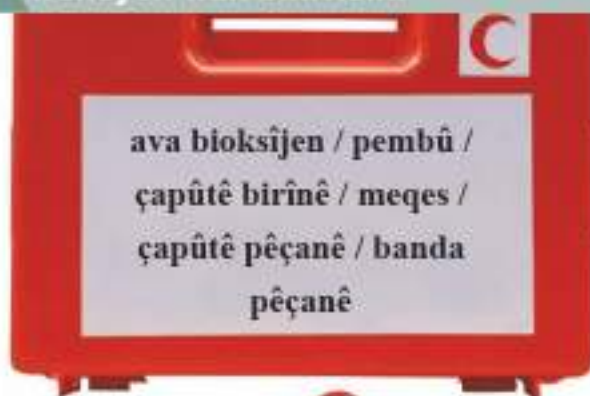 ava bioksîjen / pembû /
çapûtê birînê / meqes /
çapûtê pêçanê / banda
pêçanê